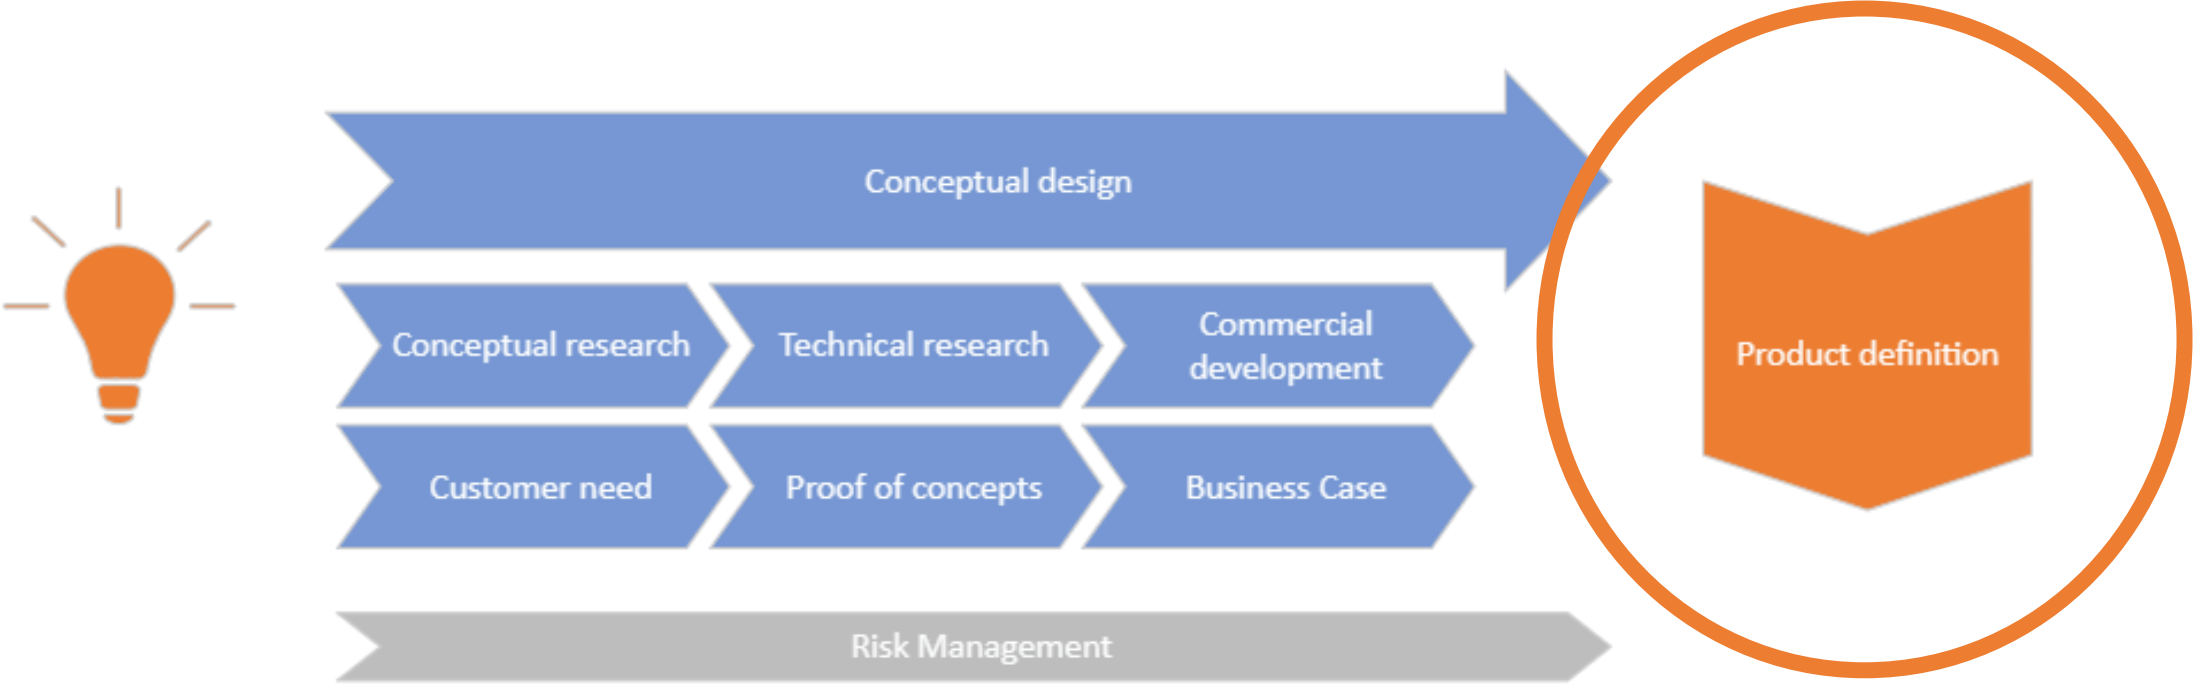 Conceptual design
Conceptual research
Technical research
Commercial
development
Customer need
Proof of concepts
Business Case
Product definition
Risk Management